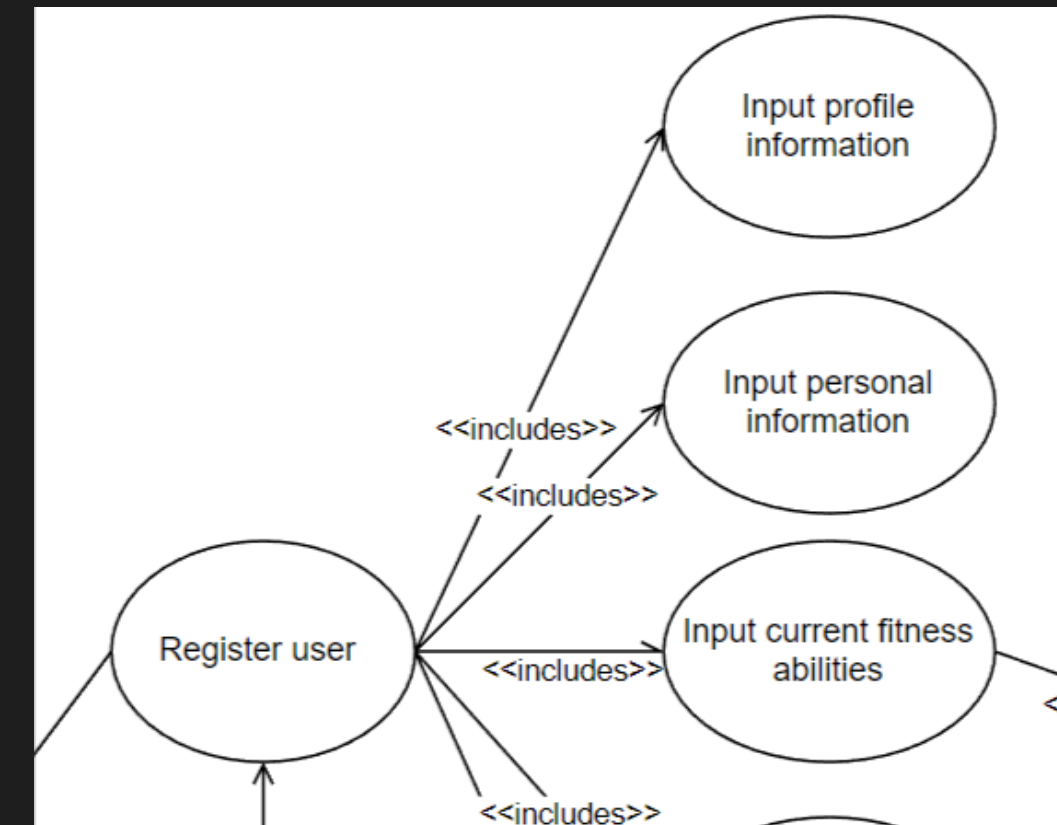 Input profile
information
Input personal
information
<<includes>>
<<includes>>
Register user
Input current fitness
abilities
<<includes>>
<<includes>>